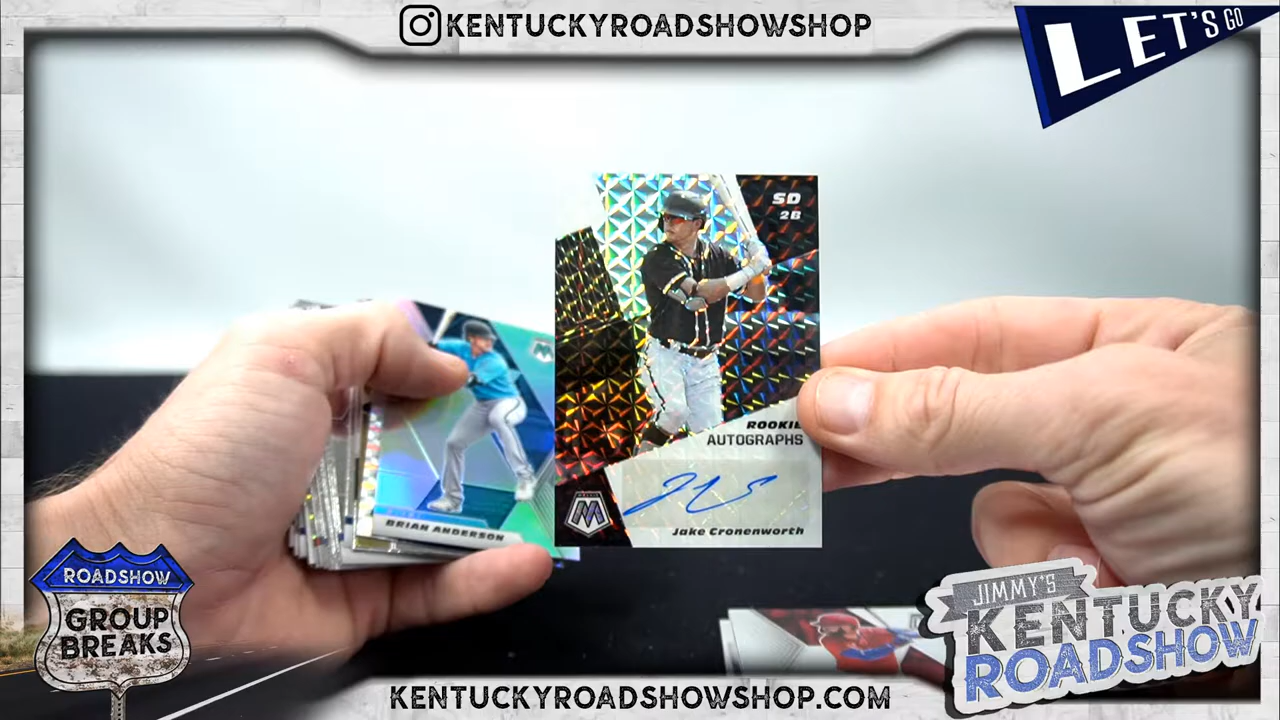 KENTUCKYROADSHOWSHOP
LET'S GO
SD
2B
ROOKIE
AUTOGRAPHS
Jake Cronenworth
BRIAN ANDERSON
ROADSHOW
GROUP
BREAKS
JIMMY'S
KENTUCKY
ROADSHOW
KENTUCKYROADSHOWSHOP.COM